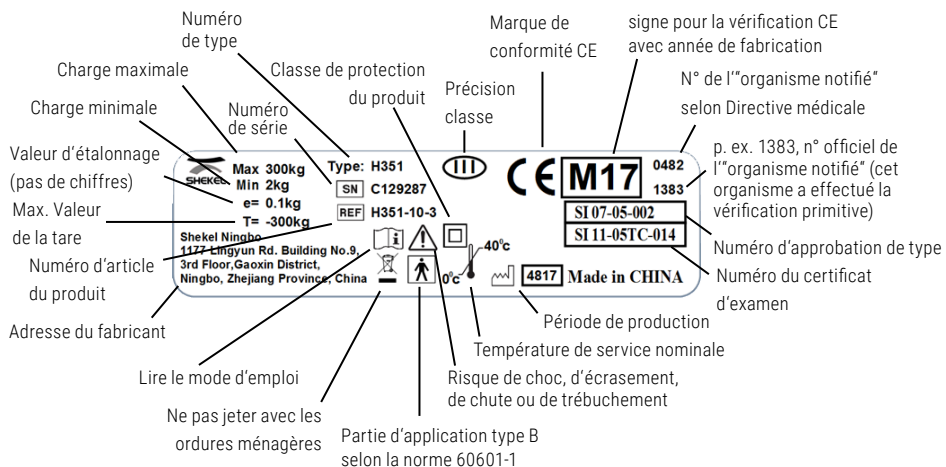 Numéro
de type
Charge maximale
Charge minimale
Valeur d'étalonnage
(pas de chiffres)
Max. Valeur
de la tare
Numéro d'article
du produit
Adresse du fabricant
Numéro
de série
Classe de protection
du produit
Précision
classe
Marque de
conformité CE
signe pour la vérification CE
avec année de fabrication
N° de l'"organisme notifié"
selon Directive médicale
p. ex. 1383, n° officiel de
l'"organisme notifié" (cet
organisme a effectué la
vérification primitive)
Numéro d'approbation de type
Numéro du certificat
d'examen
SHEKEL
Max 300kg
Min 2kg
e= 0.1kg
T= -300kg
Type: H351
SN C129287
REF H351-10-3
III
CE M17
0482
1383
SI 07-05-002
SI 11-05TC-014
Shekel Ningbo
1177 Lingyun Rd. Building No.9,
3rd Floor,Gaoxin District,
Ningbo, Zhejiang Province, China
0°c
40°c
4817 Made in CHINA
Période de production
Température de service nominale
Risque de choc, d'écrasement,
de chute ou de trébuchement
Lire le mode d'emploi
Ne pas jeter avec les
ordures ménagères
Partie d'application type B
selon la norme 60601-1